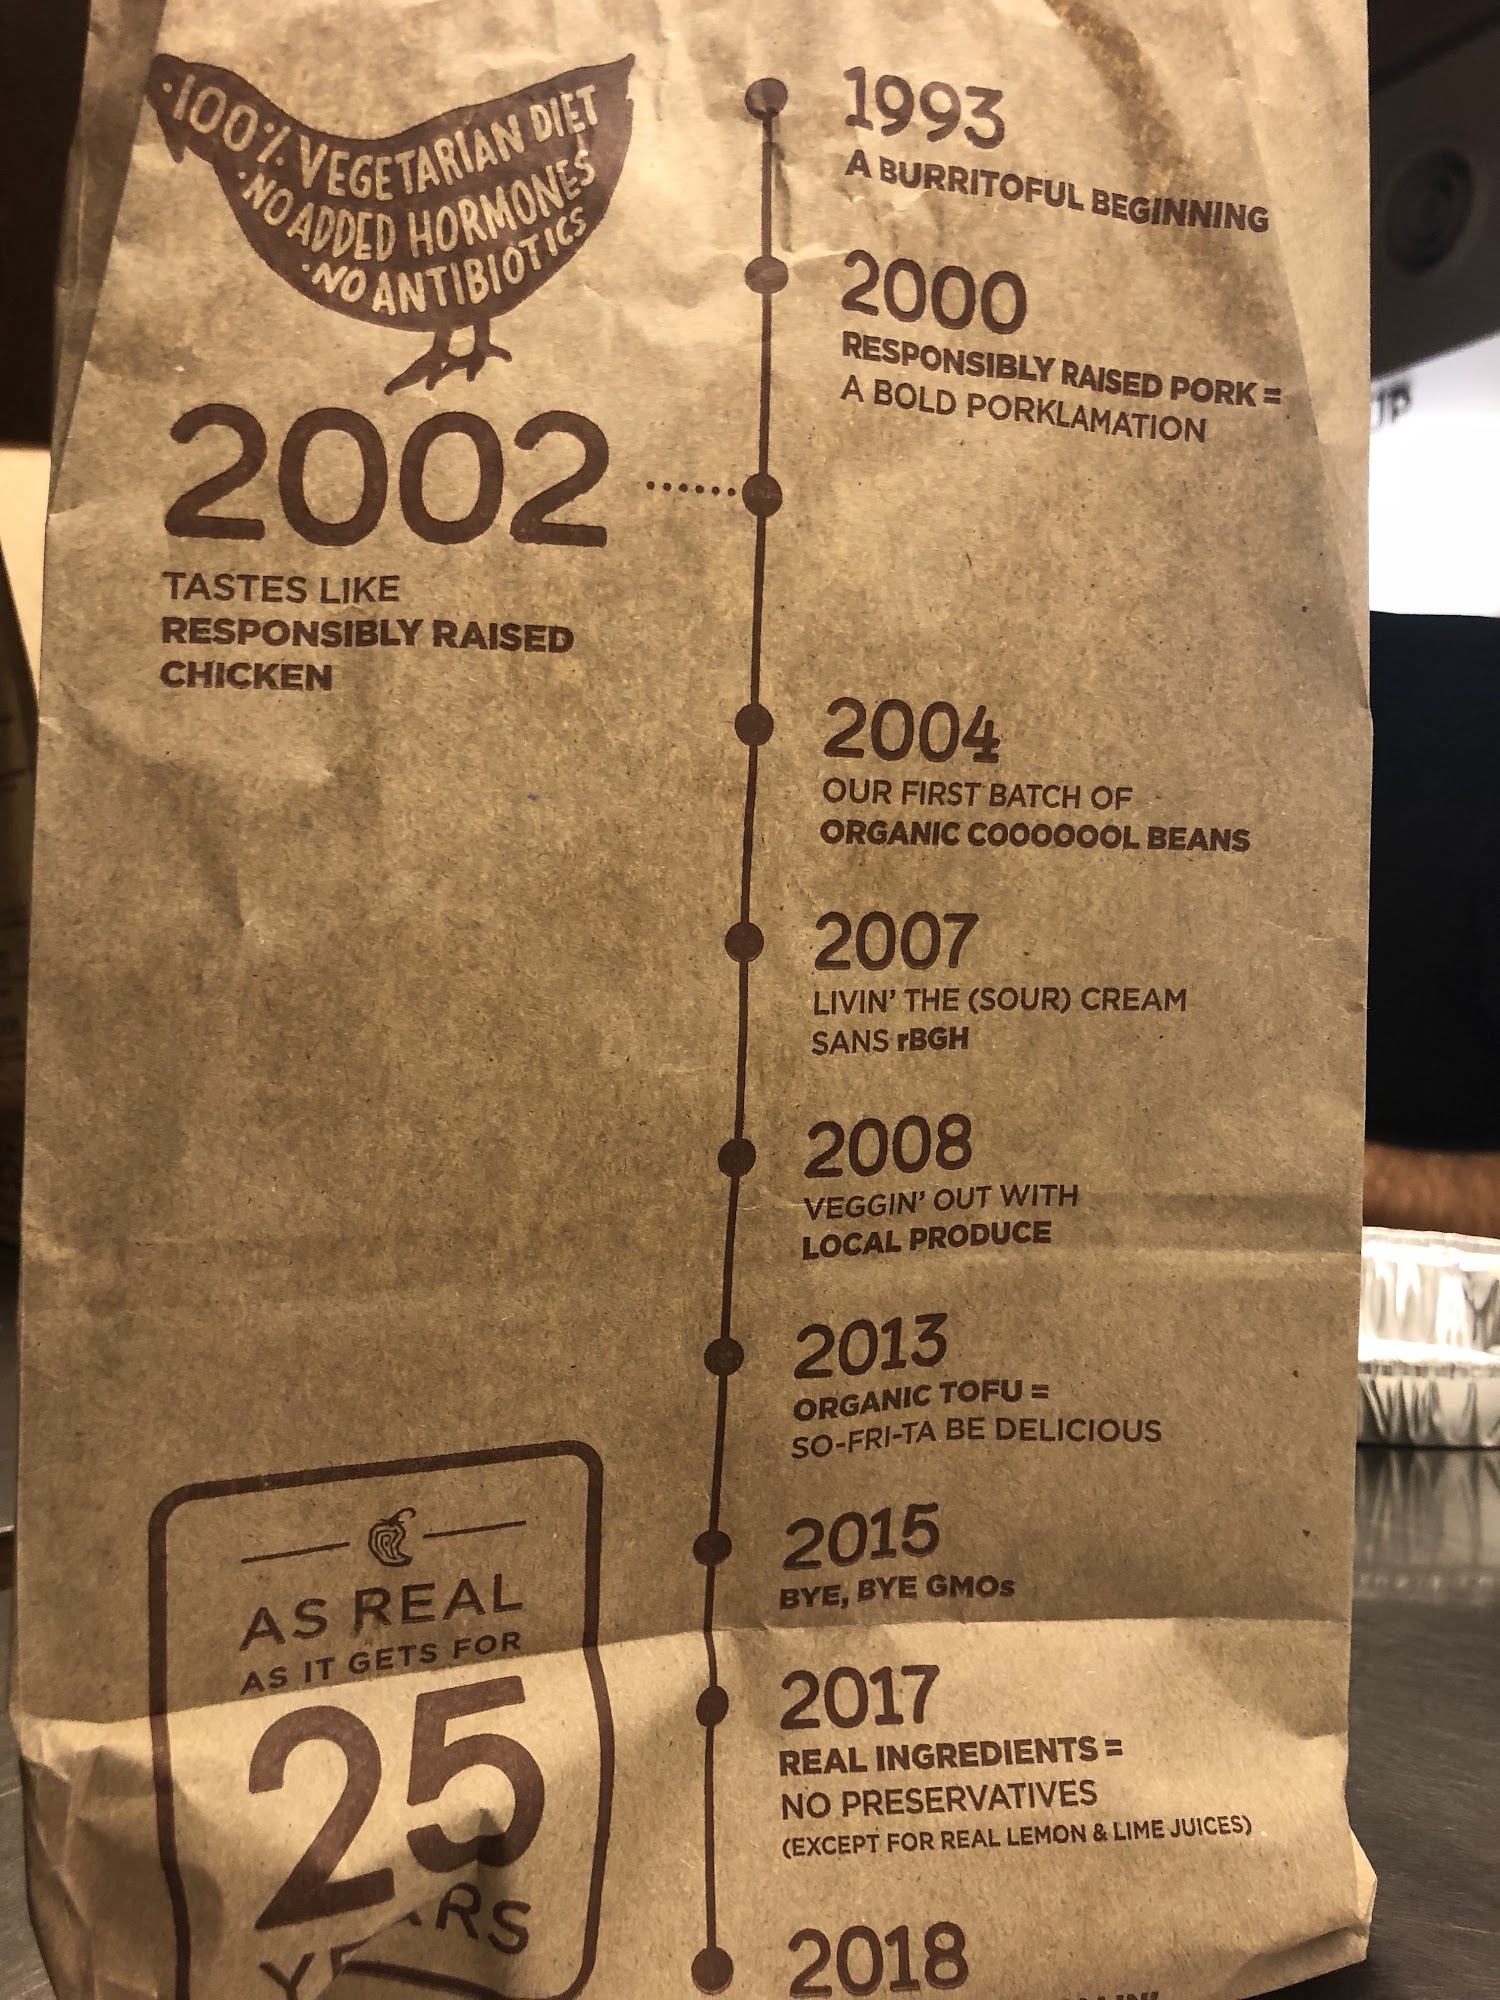 ·100% VEGETARIAN DIET
·NO ADDED HORMONES
·NO ANTIBIOTICS
1993
A BURRITOFUL BEGINNING
2000
RESPONSIBLY RAISED PORK =
A BOLD PORKLAMATION
2002
TASTES LIKE
RESPONSIBLY RAISED
CHICKEN
2004
OUR FIRST BATCH OF
ORGANIC COOOOOOL BEANS
2007
LIVIN' THE (SOUR) CREAM
SANS rBGH
2008
VEGGIN' OUT WITH
LOCAL PRODUCE
2013
ORGANIC TOFU =
SO-FRI-TA BE DELICIOUS
2015
BYE, BYE GMOs
2017
REAL INGREDIENTS =
NO PRESERVATIVES
(EXCEPT FOR REAL LEMON & LIME JUICES)
2018
AS REAL
AS IT GETS FOR
25
YEARS